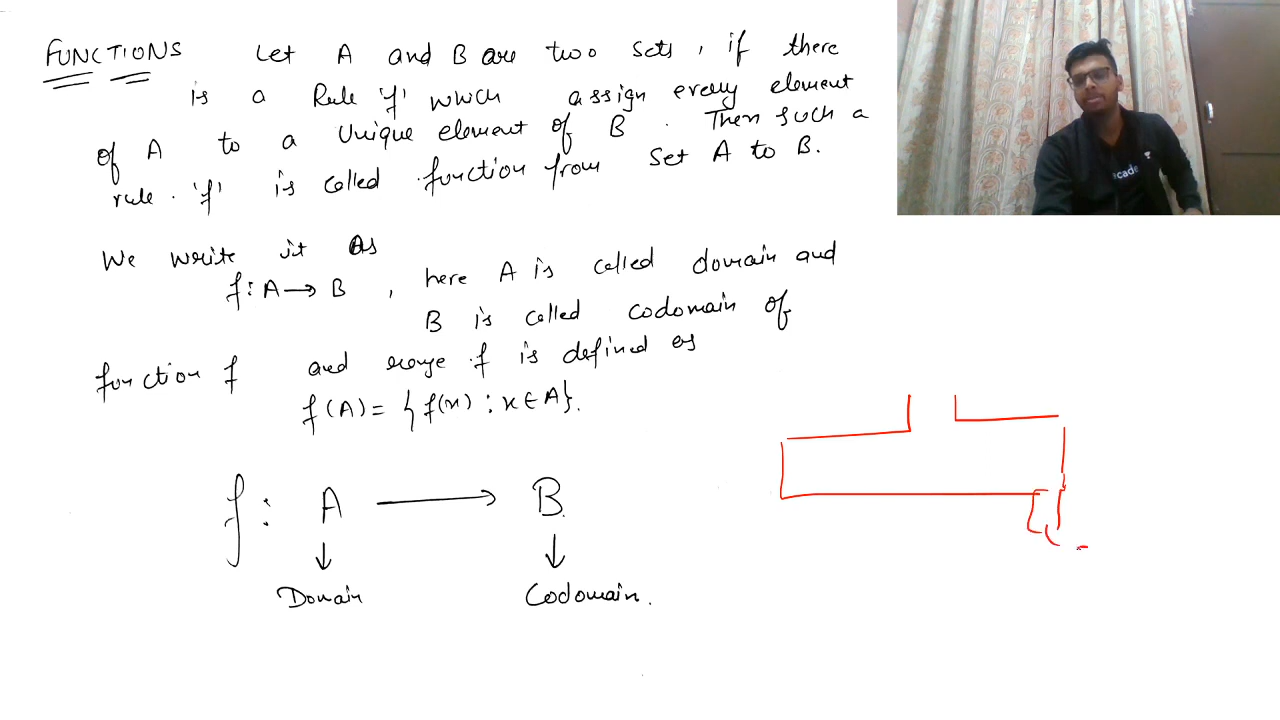 FUNCTIONS Let A and B are two sets, if there
is a Rule 'f' which assign every element
of A to a Unique element of B. Then such a
rule 'f' is called function from set A to B.
We write it As
f: A → B, here A is called domain and
B is called codomain of
function f and range f is defined as
f(A) = {f(x) : x ∈ A}.
f : A → B.
↓ ↓
Domain Codomain.
cade